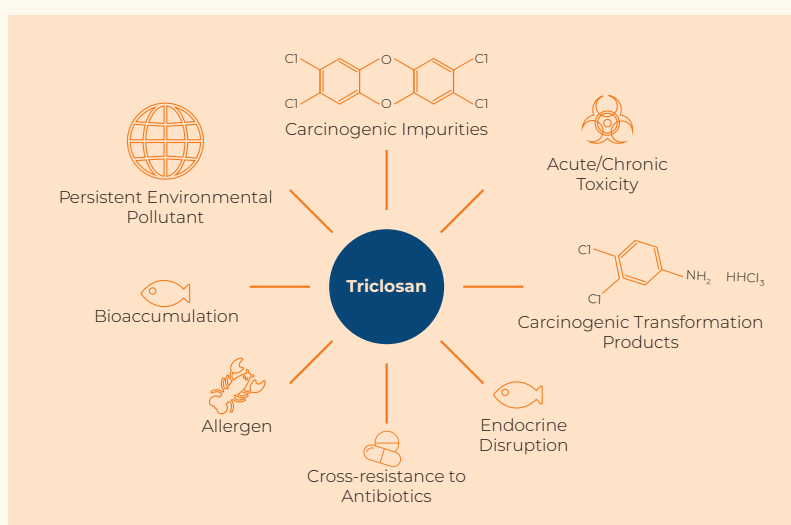 Cl
Cl
O
O
Cl
Cl
Carcinogenic Impurities
Acute/Chronic
Toxicity
Persistent Environmental
Pollutant
Triclosan
Cl
Cl
NH2
HHCl3
Carcinogenic Transformation
Products
Bioaccumulation
Allergen
Endocrine
Disruption
Cross-resistance to
Antibiotics